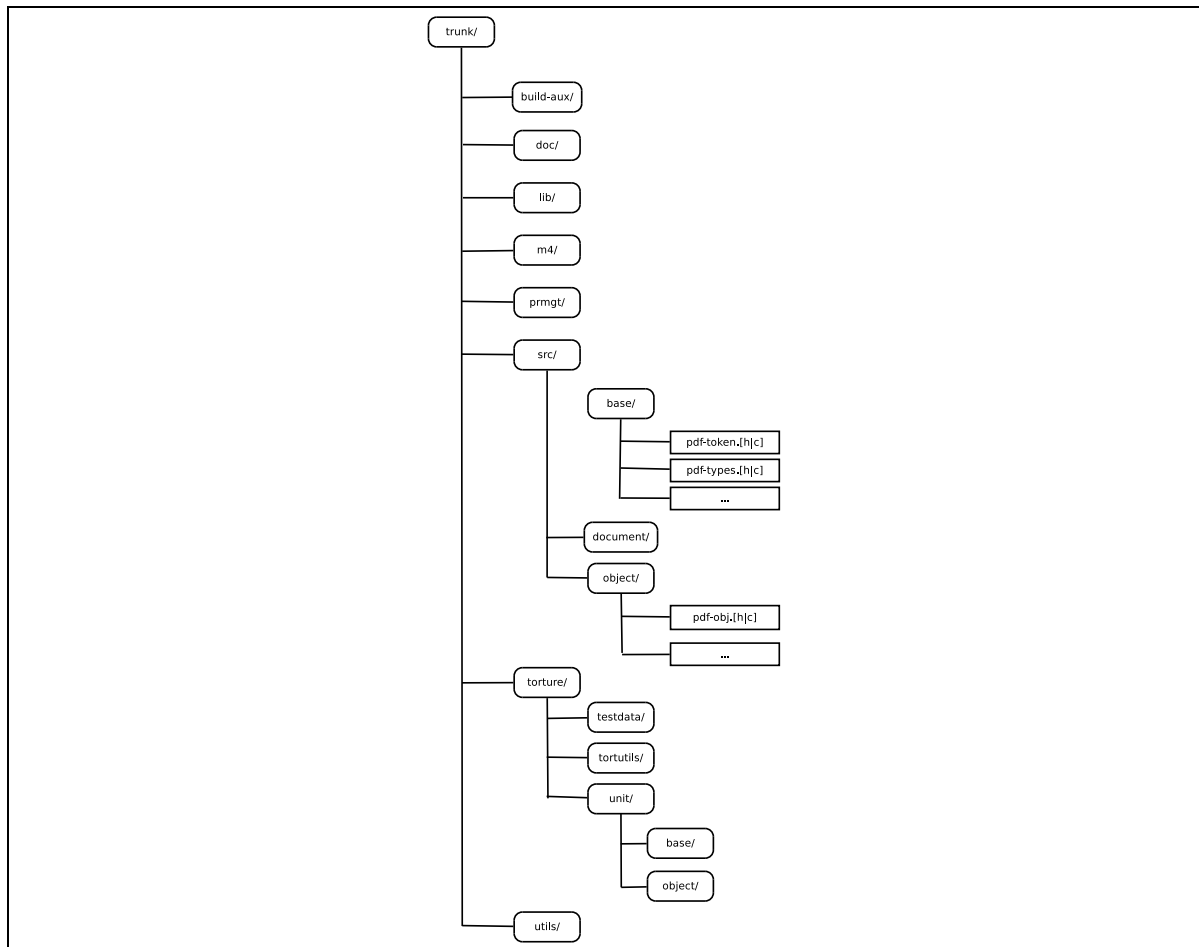 trunk/
build-aux/
doc/
lib/
m4/
prmgt/
src/
base/
pdf-token.[h|c]
pdf-types.[h|c]
...
document/
object/
pdf-obj.[h|c]
...
torture/
testdata/
tortutils/
unit/
base/
object/
utils/